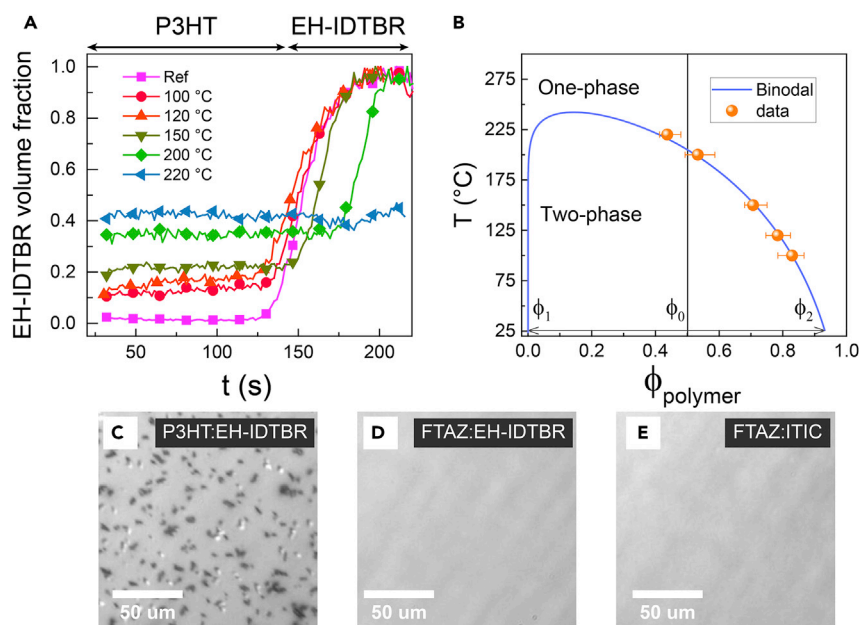 A
P3HT
EH-IDTBR
EH-IDTBR volume fraction
1.0
0.8
0.6
0.4
0.2
0.0
Ref
100 °C
120 °C
150 °C
200 °C
220 °C
50
100
150
200
t (s)
B
T (°C)
275
225
175
125
75
25
One-phase
Two-phase
Binodal
data
ϕ1
ϕ0
ϕ2
0.0
0.2
0.4
0.6
0.8
1.0
ϕpolymer
C
P3HT:EH-IDTBR
50 um
D
FTAZ:EH-IDTBR
50 um
E
FTAZ:ITIC
50 um